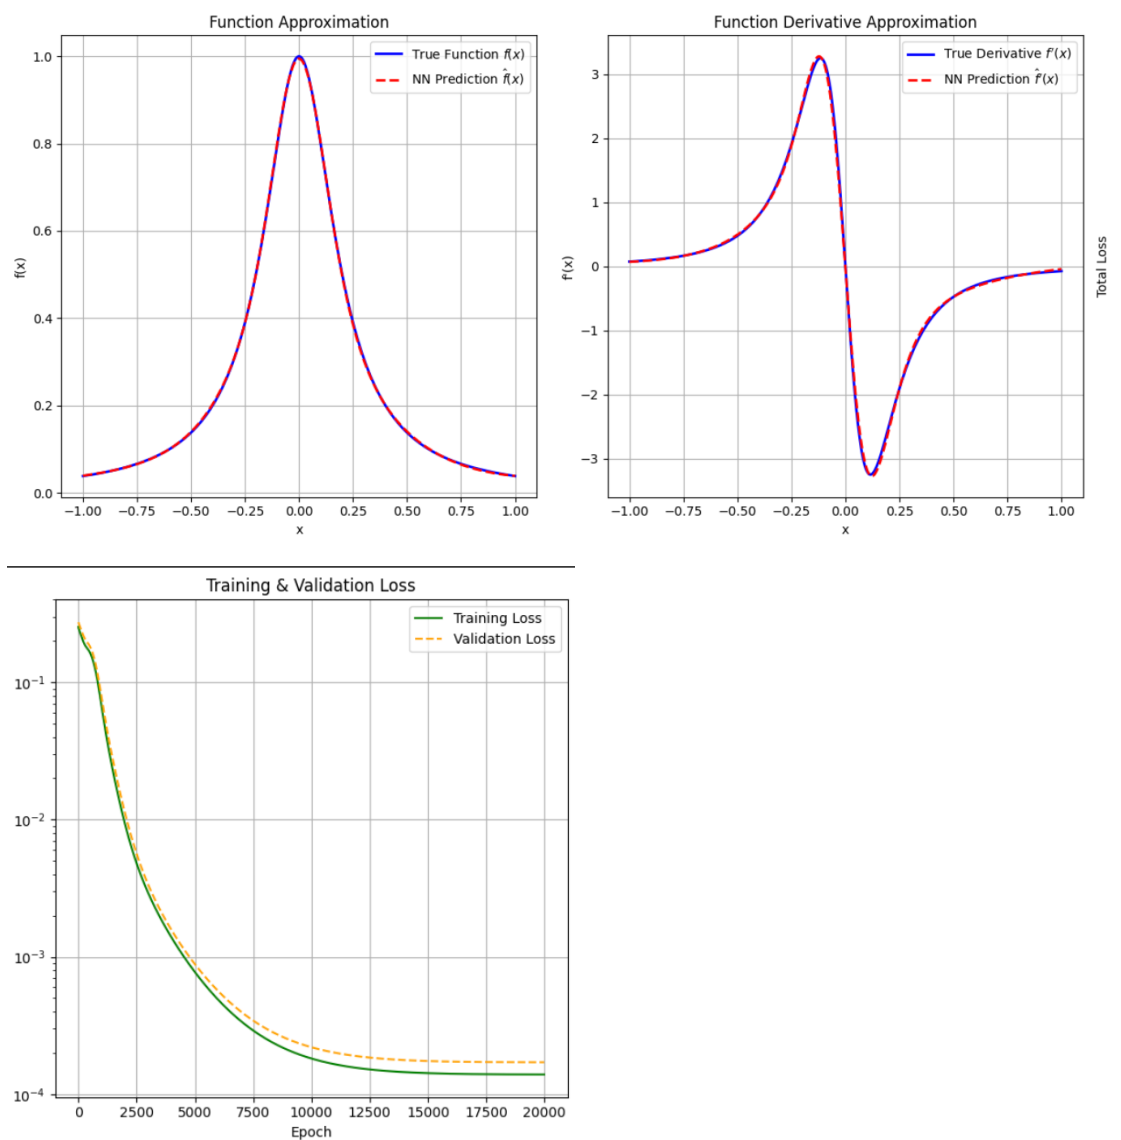 Function Approximation
True Function f(x)
NN Prediction f̂(x)
1.0
0.8
0.6
0.4
0.2
0.0
f(x)
−1.00 −0.75 −0.50 −0.25 0.00 0.25 0.50 0.75 1.00
x
Function Derivative Approximation
True Derivative f′(x)
NN Prediction f̂′(x)
3
2
1
0
−1
−2
−3
f′(x)
−1.00 −0.75 −0.50 −0.25 0.00 0.25 0.50 0.75 1.00
x
Total Loss
Training & Validation Loss
Training Loss
Validation Loss
10⁻¹
10⁻²
10⁻³
10⁻⁴
0 2500 5000 7500 10000 12500 15000 17500 20000
Epoch